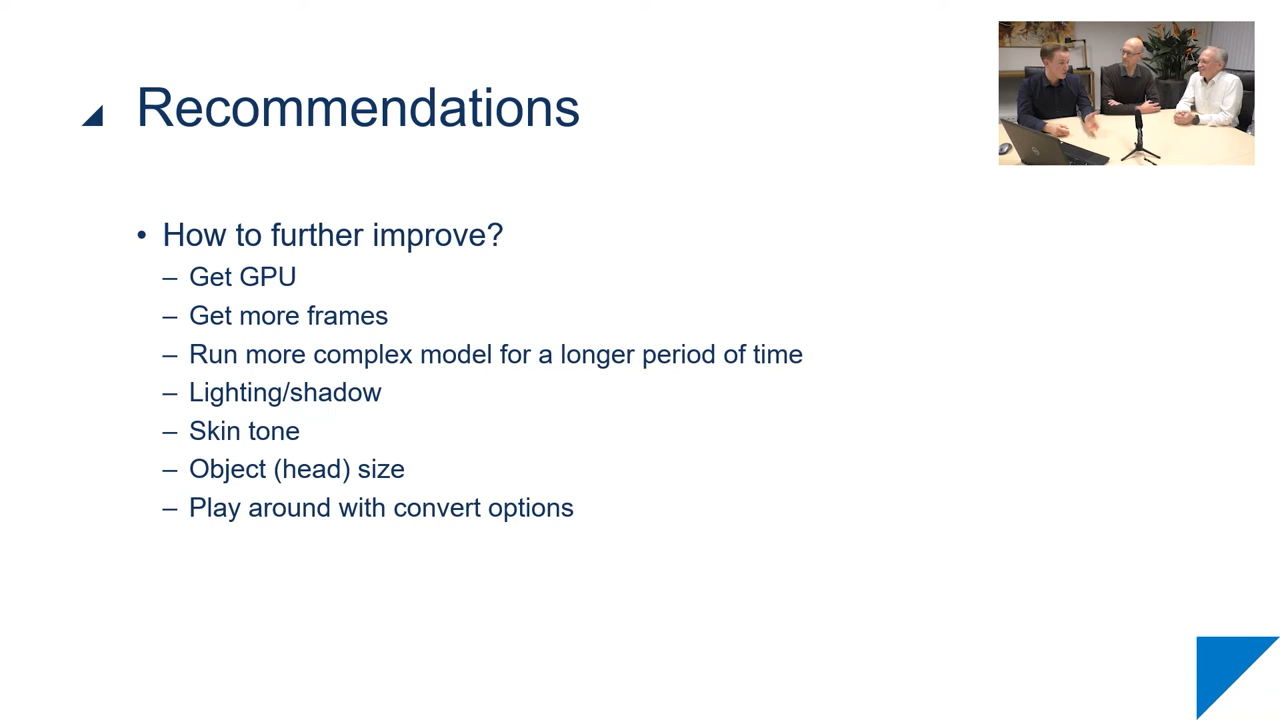 Recommendations
• How to further improve?
– Get GPU
– Get more frames
– Run more complex model for a longer period of time
– Lighting/shadow
– Skin tone
– Object (head) size
– Play around with convert options